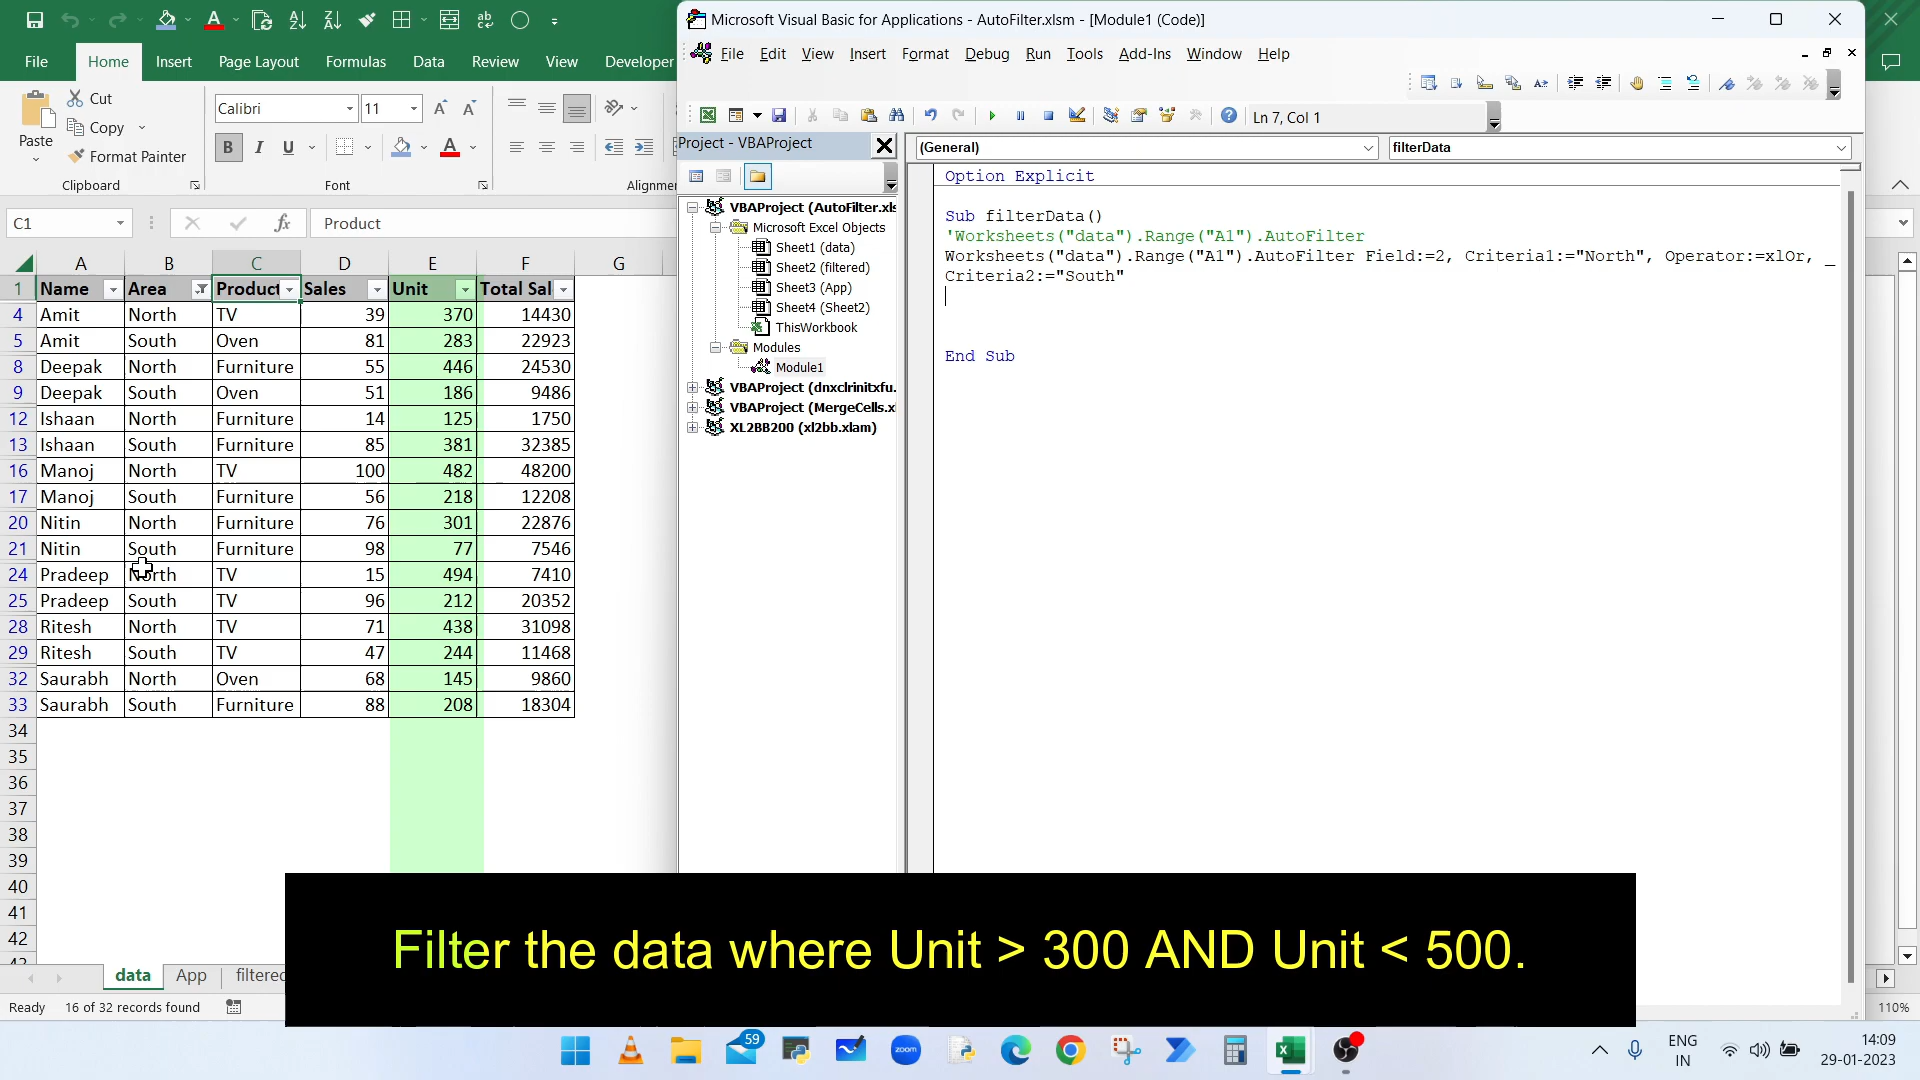 Microsoft Visual Basic for Applications - AutoFilter.xlsm - [Module1 (Code)]
File Home Insert Page Layout Formulas Data Review View Developer
File Edit View Insert Format Debug Run Tools Add-Ins Window Help
Paste
Cut
Copy
Format Painter
Clipboard
Calibri 11
B I U
Font
Alignme
Ln 7, Col 1
Project - VBAProject
(General)
filterData
C1
Product
VBAProject (AutoFilter.xls
Microsoft Excel Objects
Sheet1 (data)
Sheet2 (filtered)
Sheet3 (App)
Sheet4 (Sheet2)
ThisWorkbook
Modules
Module1
VBAProject (dnxclrinitxfu.
VBAProject (MergeCells.xl
XL2BB200 (xl2bb.xlam)
Option Explicit
Sub filterData()
'Worksheets("data").Range("A1").AutoFilter
Worksheets("data").Range("A1").AutoFilter Field:=2, Criteria1:="North", Operator:=xlOr, _
Criteria2:="South"
End Sub
A B C D E F G
1 Name Area Product Sales Unit Total Sal
4 Amit North TV 39 370 14430
5 Amit South Oven 81 283 22923
8 Deepak North Furniture 55 446 24530
9 Deepak South Oven 51 186 9486
12 Ishaan North Furniture 14 125 1750
13 Ishaan South Furniture 85 381 32385
16 Manoj North TV 100 482 48200
17 Manoj South Furniture 56 218 12208
20 Nitin North Furniture 76 301 22876
21 Nitin South Furniture 98 77 7546
24 Pradeep North TV 15 494 7410
25 Pradeep South TV 96 212 20352
28 Ritesh North TV 71 438 31098
29 Ritesh South TV 47 244 11468
32 Saurabh North Oven 68 145 9860
33 Saurabh South Furniture 88 208 18304
34
35
36
37
38
39
40
41
42
Filter the data where Unit > 300 AND Unit < 500.
data App filtered
Ready 16 of 32 records found
110%
59
zoom
ENG
IN
14:09
29-01-2023